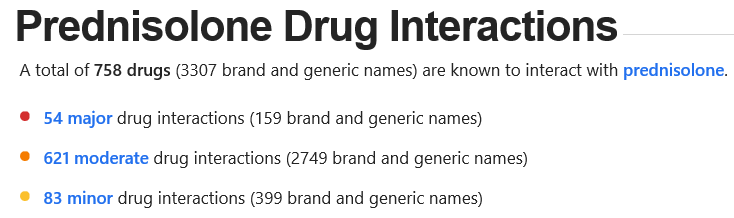 Prednisolone Drug Interactions
A total of 758 drugs (3307 brand and generic names) are known to interact with prednisolone.
54 major drug interactions (159 brand and generic names)
621 moderate drug interactions (2749 brand and generic names)
83 minor drug interactions (399 brand and generic names)